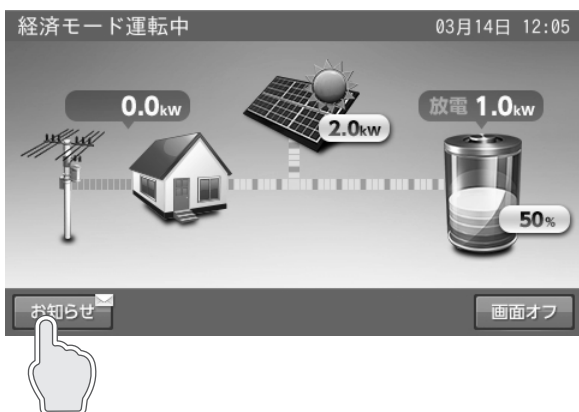 経済モード運転中
03月14日 12:05
0.0kw
2.0kw
放電 1.0kw
50%
お知らせ
画面オフ